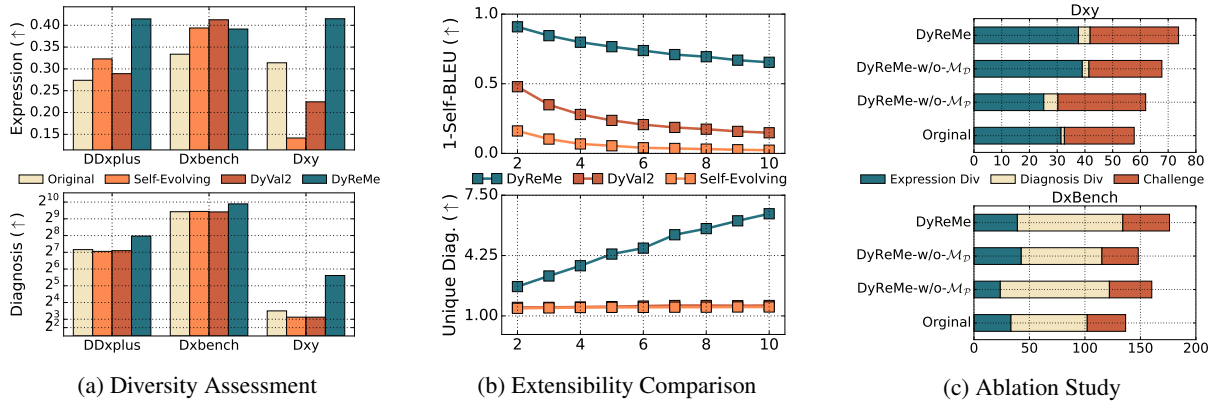 0.40
0.35
0.30
0.25
0.20
0.15
Expression (↑)
DDxplus Dxbench Dxy
Original Self-Evolving DyVal2 DyReMe
2^10
2^9
2^8
2^7
2^6
2^5
2^4
2^3
2^2
Diagnosis (↑)
DDxplus Dxbench Dxy
(a) Diversity Assessment
1.0
0.5
0.0
1-Self-BLEU (↑)
2 4 6 8 10
DyReMe DyVal2 Self-Evolving
7.50
4.25
1.00
Unique Diag. (↑)
2 4 6 8 10
(b) Extensibility Comparison
Dxy
DyReMe
DyReMe-w/o-M_D
DyReMe-w/o-M_P
Orginal
0 10 20 30 40 50 60 70 80
Expression Div Diagnosis Div Challenge
DxBench
DyReMe
DyReMe-w/o-M_D
DyReMe-w/o-M_P
Orginal
0 50 100 150 200
(c) Ablation Study